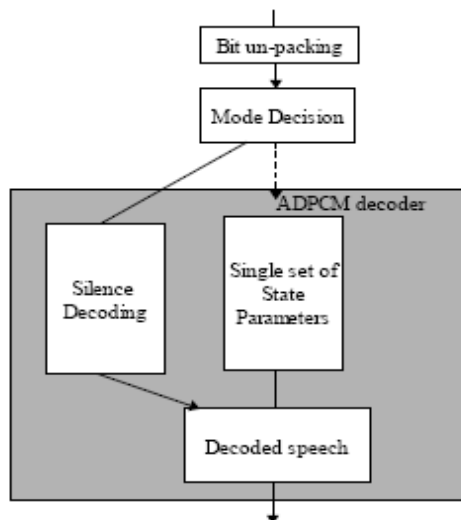 Bit un-packing
Mode Decision
ADPCM decoder
Silence
Decoding
Single set of
State
Parameters
Decoded speech